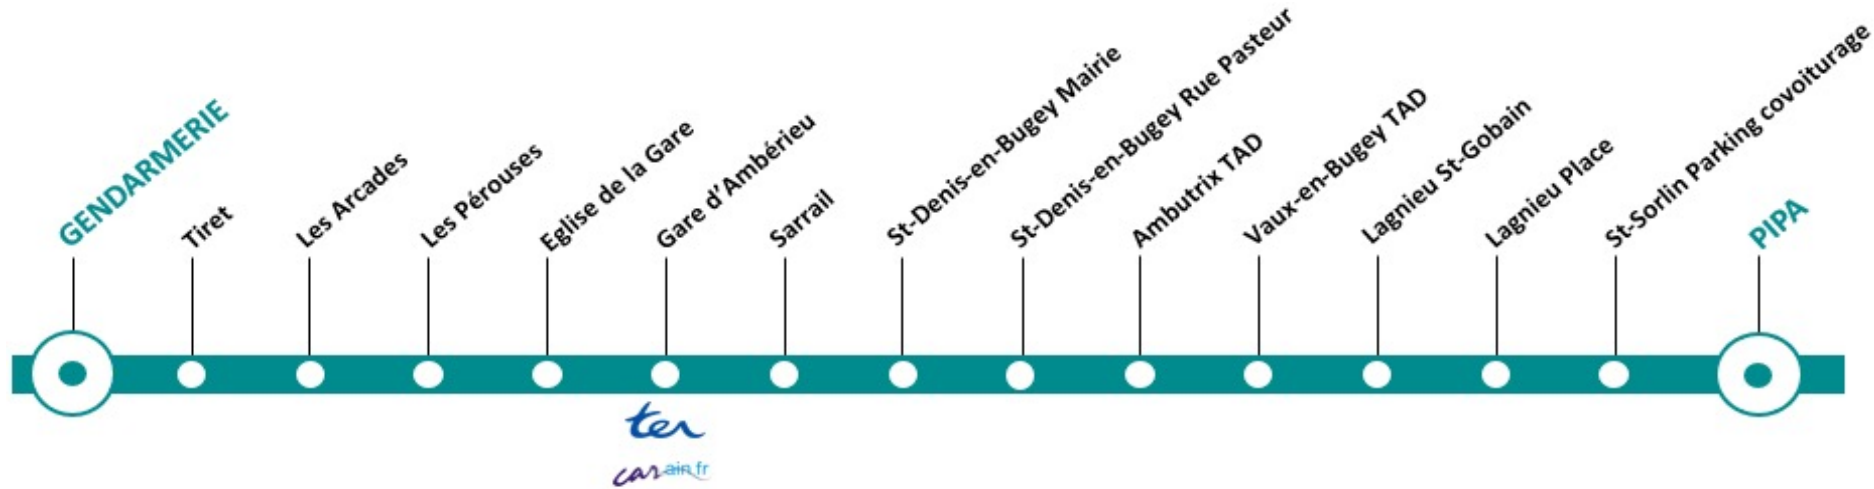 GENDARMERIE
Tiret
Les Arcades
Les Pérouses
Eglise de la Gare
Gare d'Ambérieu
Sarrail
St-Denis-en-Bugey Mairie
St-Denis-en-Bugey Rue Pasteur
Ambutrix TAD
Vaux-en-Bugey TAD
Lagnieu St-Gobain
Lagnieu Place
St-Sorlin Parking covoiturage
PIPA
ter
car.ain.fr